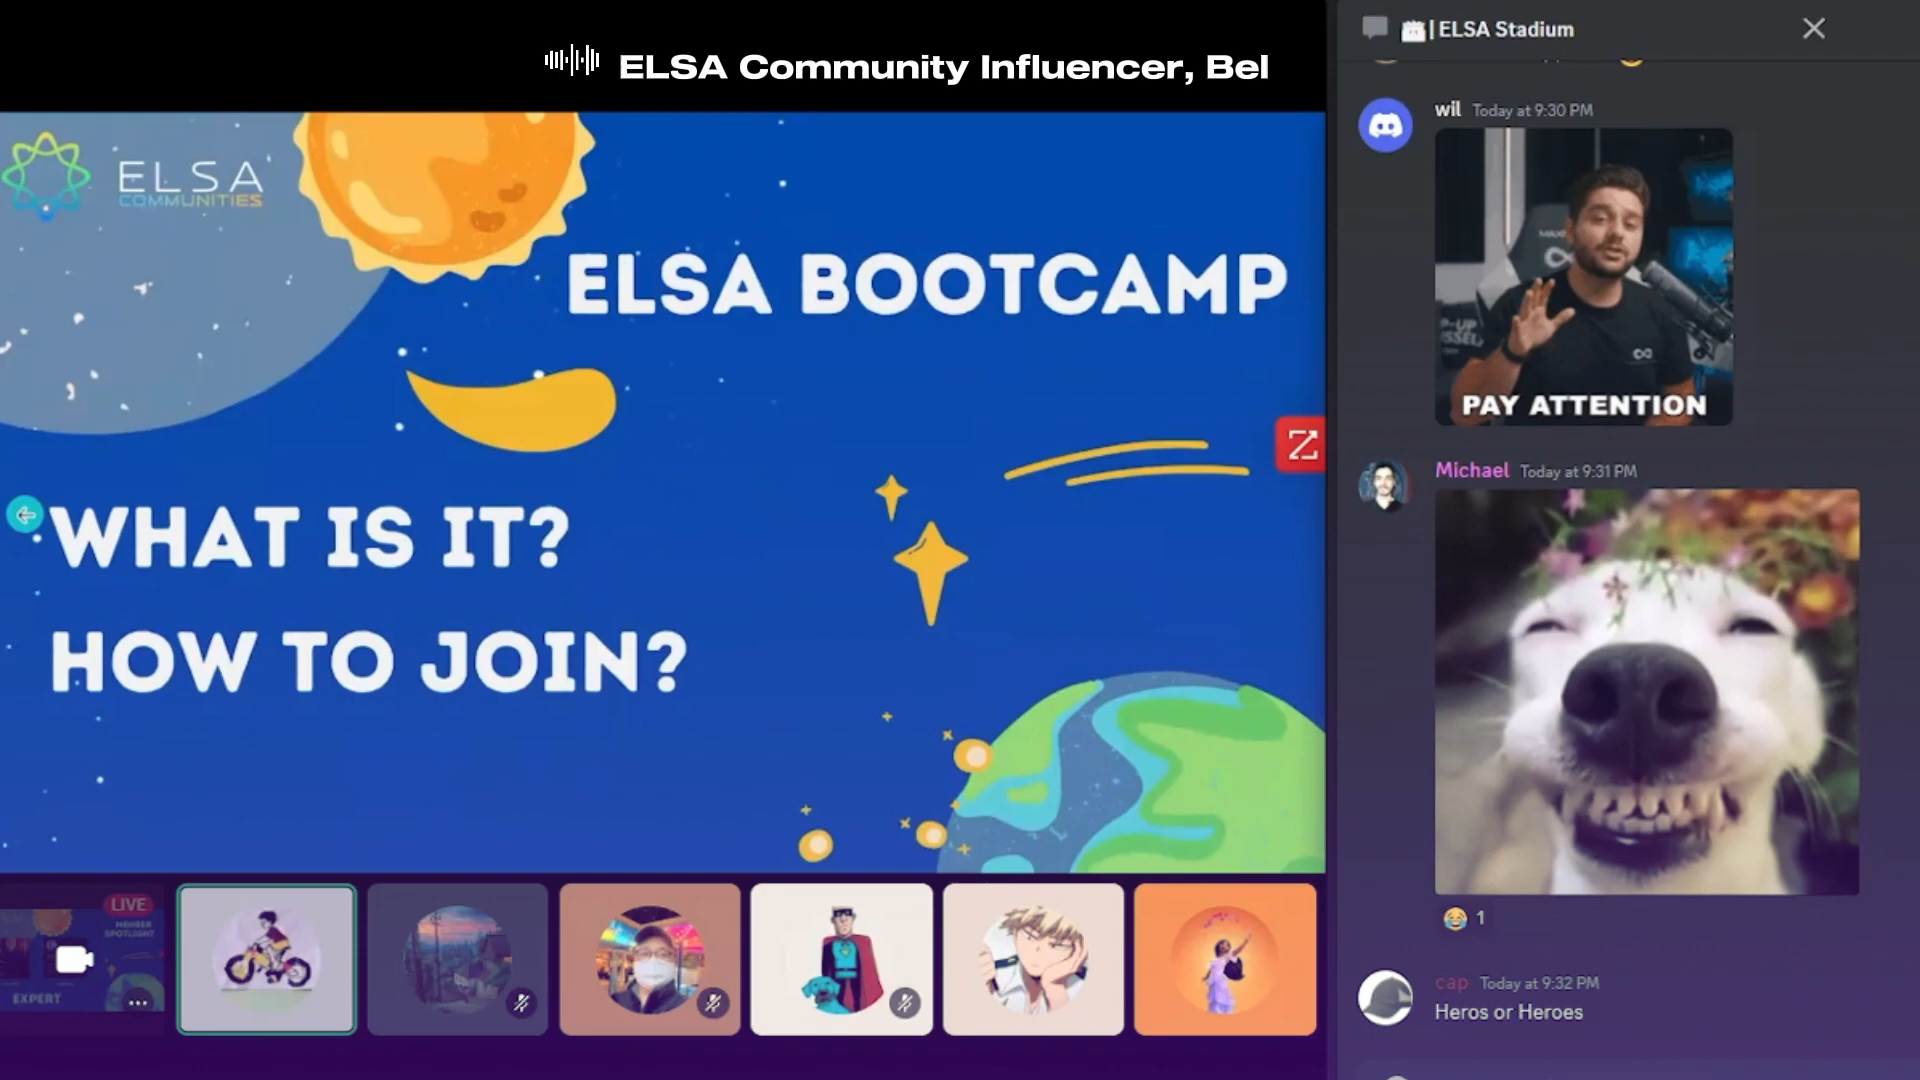 ELSA Community Influencer, Bel
ELSA
COMMUNITIES
ELSA BOOTCAMP
WHAT IS IT?
HOW TO JOIN?
LIVE
MEMBER
SPOTLIGHT
EXPERT
| ELSA Stadium
wil Today at 9:30 PM
PAY ATTENTION
Michael Today at 9:31 PM
1
cap Today at 9:32 PM
Heros or Heroes